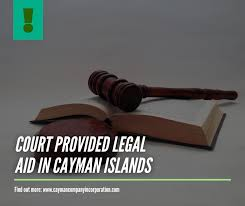 !
COURT PROVIDED LEGAL
AID IN CAYMAN ISLANDS
Find out more: www.caymancompanyincorporation.com